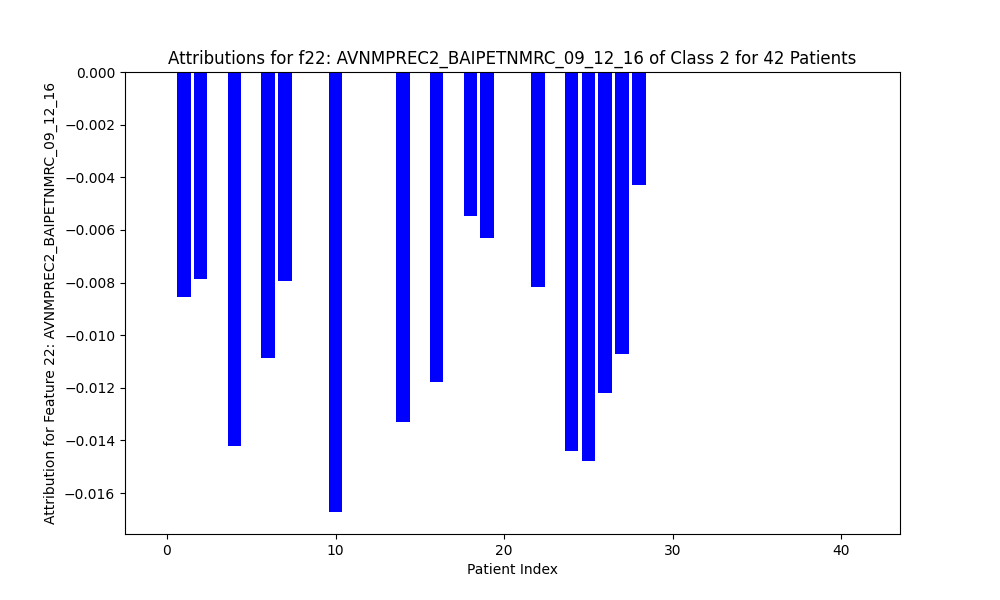 Attributions for f22: AVNMPREC2_BAIPETNMRC_09_12_16 of Class 2 for 42 Patients
Attribution for Feature 22: AVNMPREC2_BAIPETNMRC_09_12_16
0.000
−0.002
−0.004
−0.006
−0.008
−0.010
−0.012
−0.014
−0.016
0 10 20 30 40
Patient Index